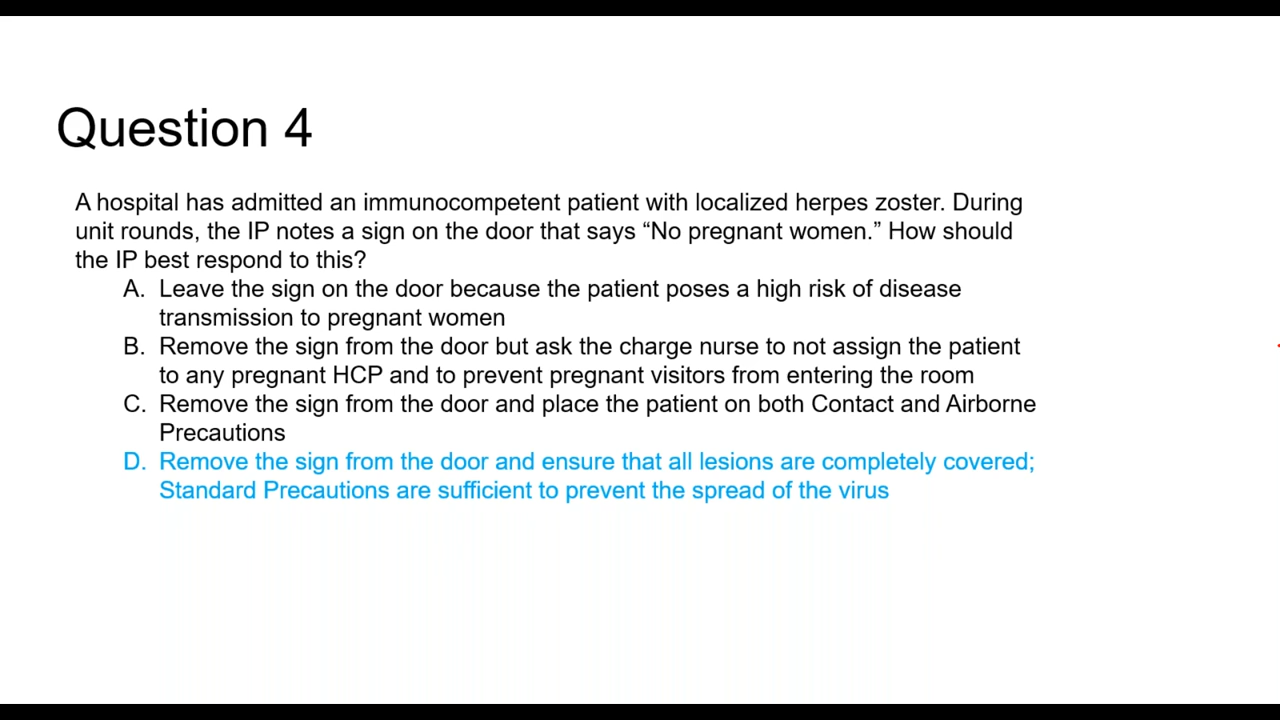 Question 4
A hospital has admitted an immunocompetent patient with localized herpes zoster. During
unit rounds, the IP notes a sign on the door that says “No pregnant women.” How should
the IP best respond to this?
A. Leave the sign on the door because the patient poses a high risk of disease
transmission to pregnant women
B. Remove the sign from the door but ask the charge nurse to not assign the patient
to any pregnant HCP and to prevent pregnant visitors from entering the room
C. Remove the sign from the door and place the patient on both Contact and Airborne
Precautions
D. Remove the sign from the door and ensure that all lesions are completely covered;
Standard Precautions are sufficient to prevent the spread of the virus